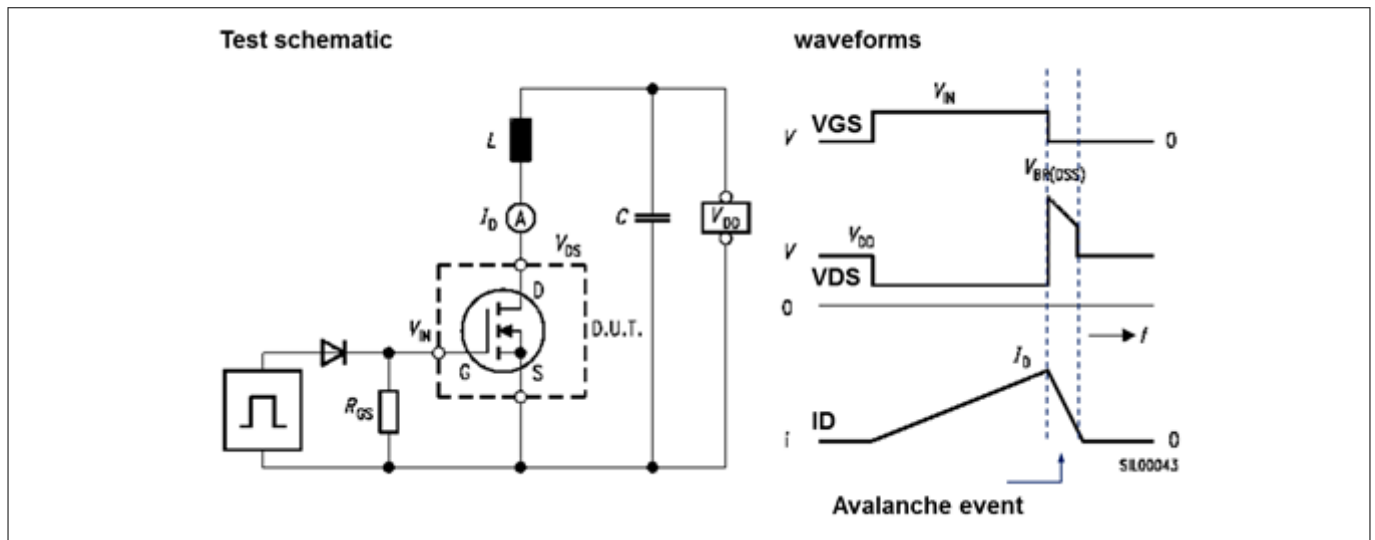 Test schematic
waveforms
L
I_D
A
V_DS
C
V_DD
D
D.U.T.
V_IN
G
S
R_GS
V_IN
V
VGS
0
V_BR(DSS)
V_DD
V
VDS
0
t
I_D
ID
i
0
SIL00043
Avalanche event